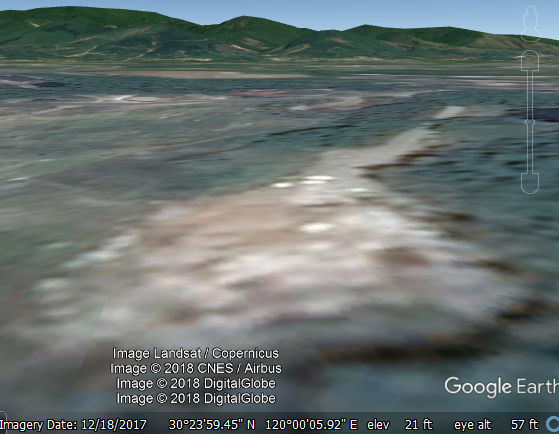 Image Landsat / Copernicus
Image © 2018 CNES / Airbus
Image © 2018 DigitalGlobe
Image © 2018 DigitalGlobe
Google Earth
Imagery Date: 12/18/2017 30°23'59.45" N 120°00'05.92" E elev 21 ft eye alt 57 ft